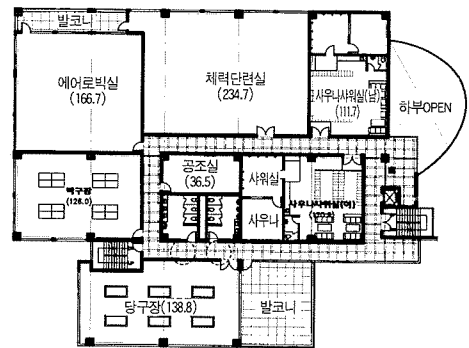 발코니
에어로빅실
(166.7)
체력단련실
(234.7)
사우나샤워실(남)
(111.7)
하부OPEN
공조실
(36.5)
샤워실
사우나샤워실(여)
탁구장
(126.0)
사우나
당구장(138.8)
발코니